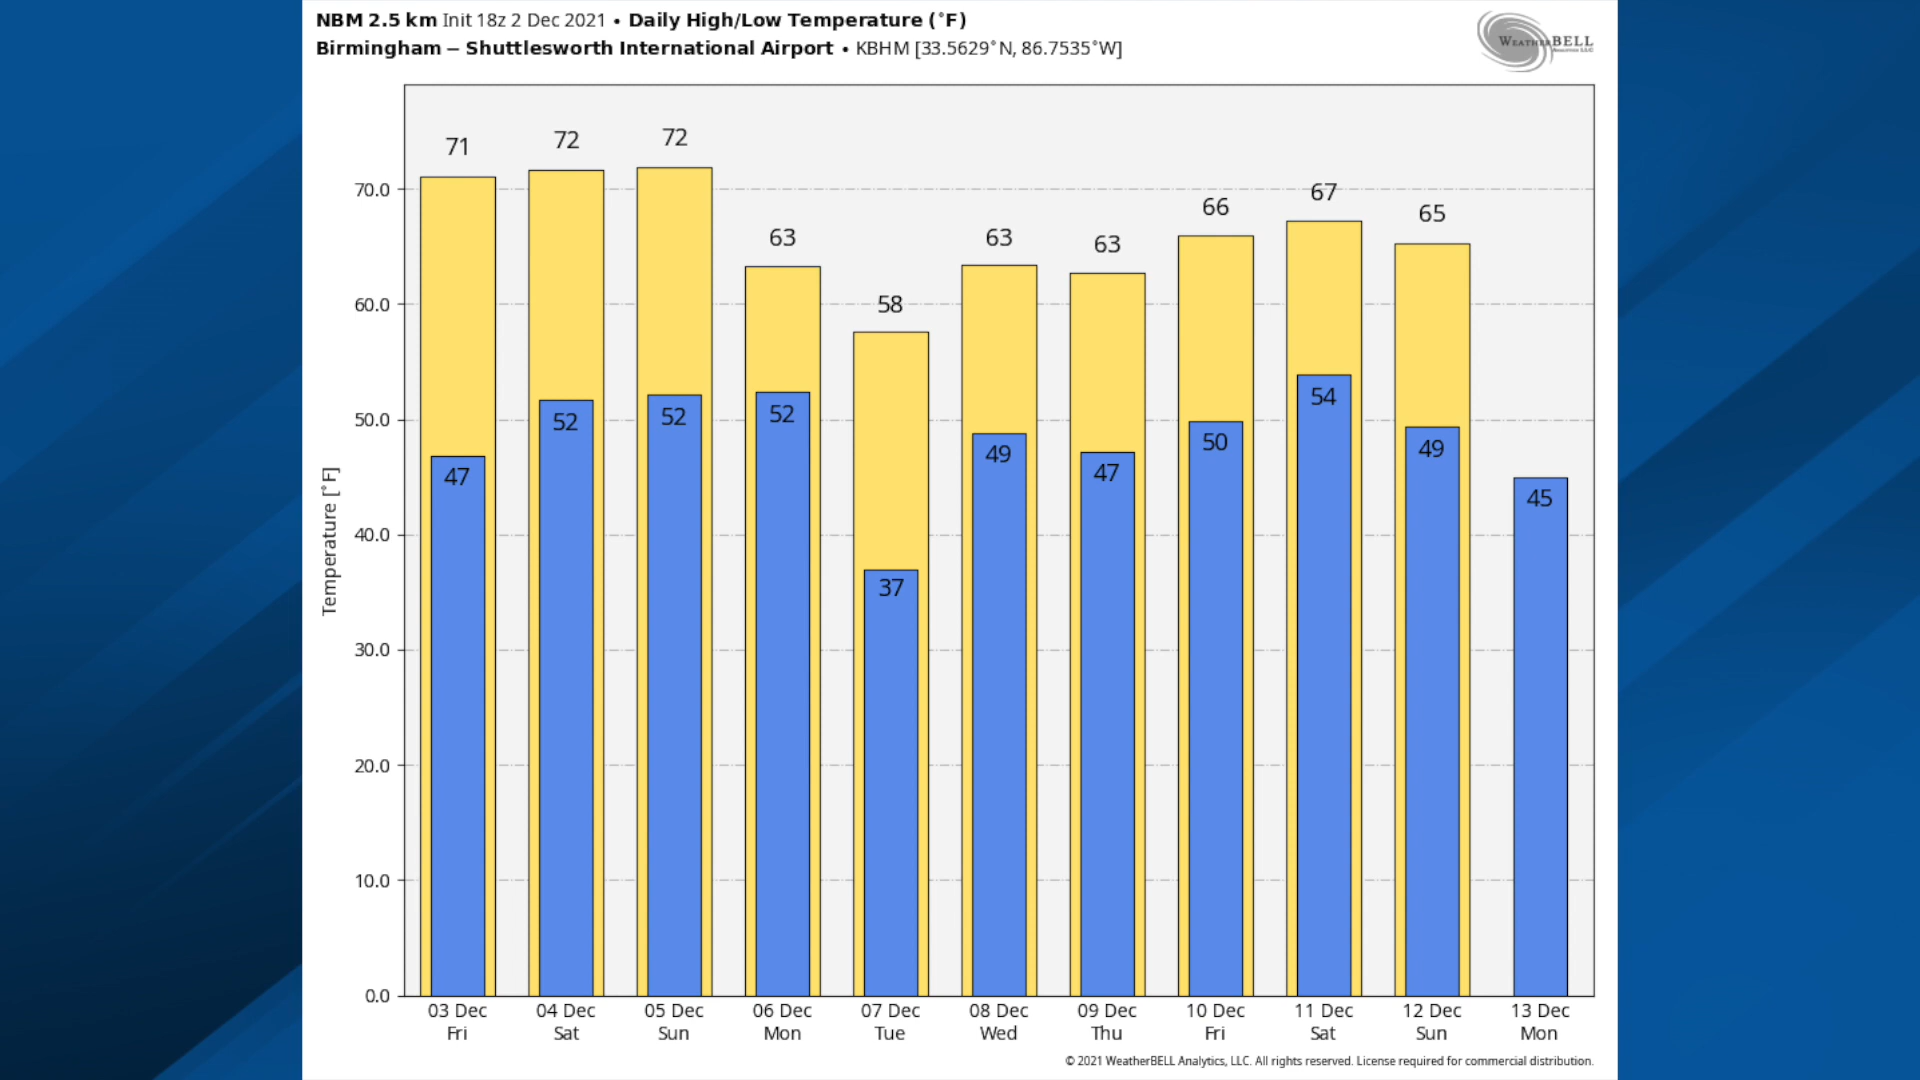 NBM 2.5 km Init 18z 2 Dec 2021 • Daily High/Low Temperature (°F)
Birmingham – Shuttlesworth International Airport • KBHM [33.5629°N, 86.7535°W]
WEATHERBELL
Analytics LLC
71 72 72 63 58 63 63 66 67 65
47 52 52 52 37 49 47 50 54 49 45
Temperature [°F]
70.0
60.0
50.0
40.0
30.0
20.0
10.0
0.0
03 Dec 04 Dec 05 Dec 06 Dec 07 Dec 08 Dec 09 Dec 10 Dec 11 Dec 12 Dec 13 Dec
Fri Sat Sun Mon Tue Wed Thu Fri Sat Sun Mon
© 2021 WeatherBELL Analytics, LLC. All rights reserved. License required for commercial distribution.